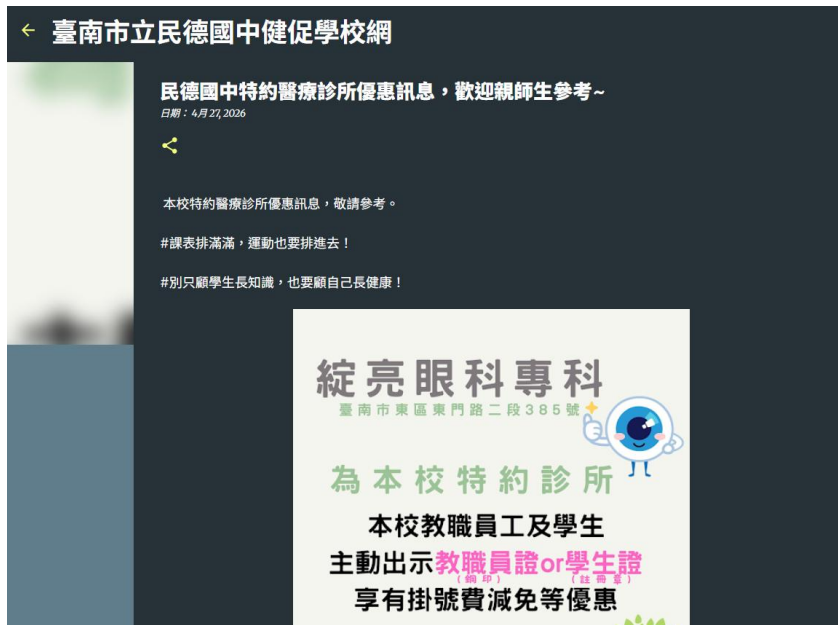 臺南市立民德國中健促學校網
民德國中特約醫療診所優惠訊息，歡迎親師生參考~
日期：4月 27, 2026
本校特約醫療診所優惠訊息，敬請參考。
#課表排滿滿，運動也要排進去！
#別只顧學生長知識，也要顧自己長健康！
綻亮眼科專科
臺南市東區東門路二段385號
為本校特約診所
本校教職員工及學生
主動出示教職員證or學生證
（鋼印） （註冊章）
享有掛號費減免等優惠